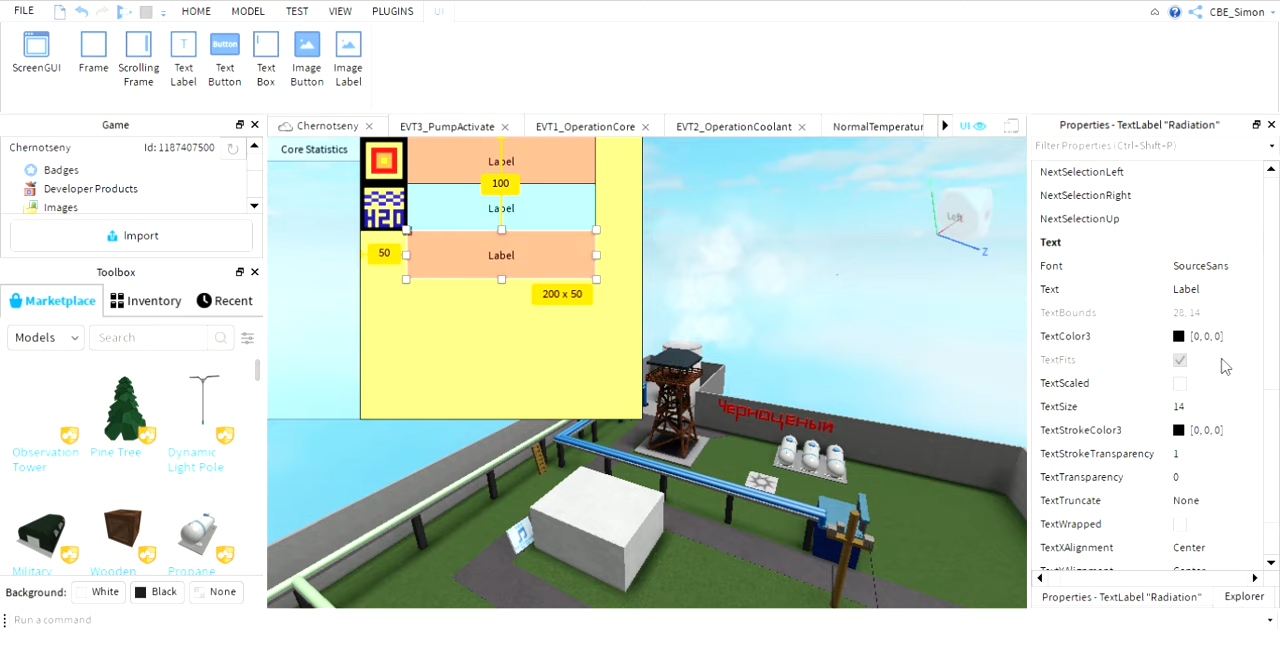 FILE HOME MODEL TEST VIEW PLUGINS UI CBE_Simon
ScreenGUI Frame Scrolling Frame Text Label Button Text Button Text Box Image Button Image Label
Game
Chernotseny Id: 1187407500
Badges
Developer Products
Images
Import
Toolbox
Marketplace Inventory Recent
Models Search
Observation Tower
Pine Tree
Dynamic Light Pole
Military
Wooden
Propane
Background: White Black None
Run a command
Chernotseny EVT3_PumpActivate EVT1_OperationCore EVT2_OperationCoolant NormalTemperatur UI
Core Statistics
Label
100
H2O
Label
50
Label
200 x 50
Left
Z
Черноценый
Properties - TextLabel "Radiation"
Filter Properties (Ctrl+Shift+P)
NextSelectionLeft
NextSelectionRight
NextSelectionUp
Text
Font SourceSans
Text Label
TextBounds 28, 14
TextColor3 [0, 0, 0]
TextFits
TextScaled
TextSize 14
TextStrokeColor3 [0, 0, 0]
TextStrokeTransparency 1
TextTransparency 0
TextTruncate None
TextWrapped
TextXAlignment Center
Properties - TextLabel "Radiation" Explorer